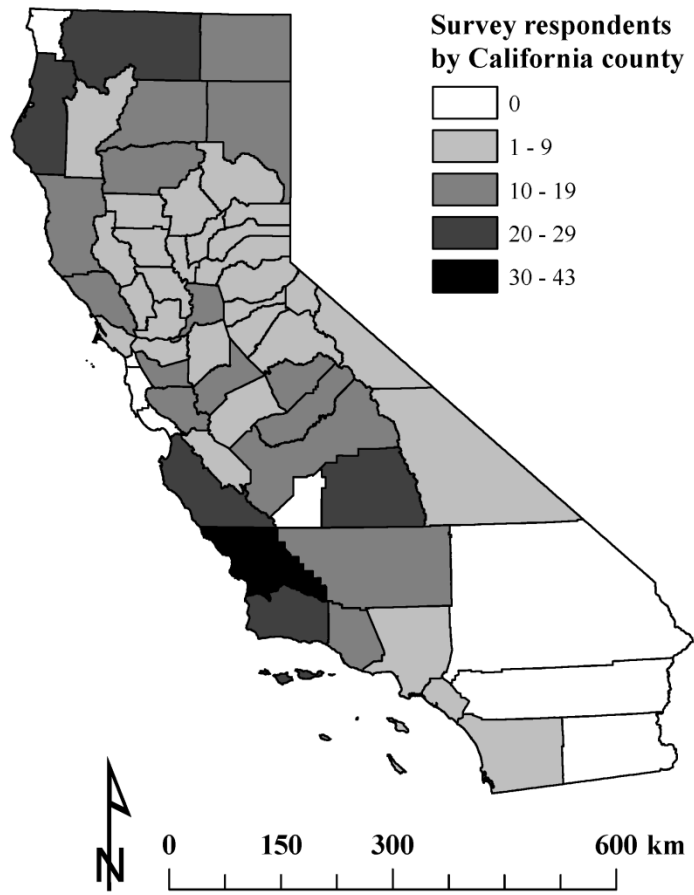 Survey respondents
by California county
0
1 - 9
10 - 19
20 - 29
30 - 43
N
0 150 300 600 km